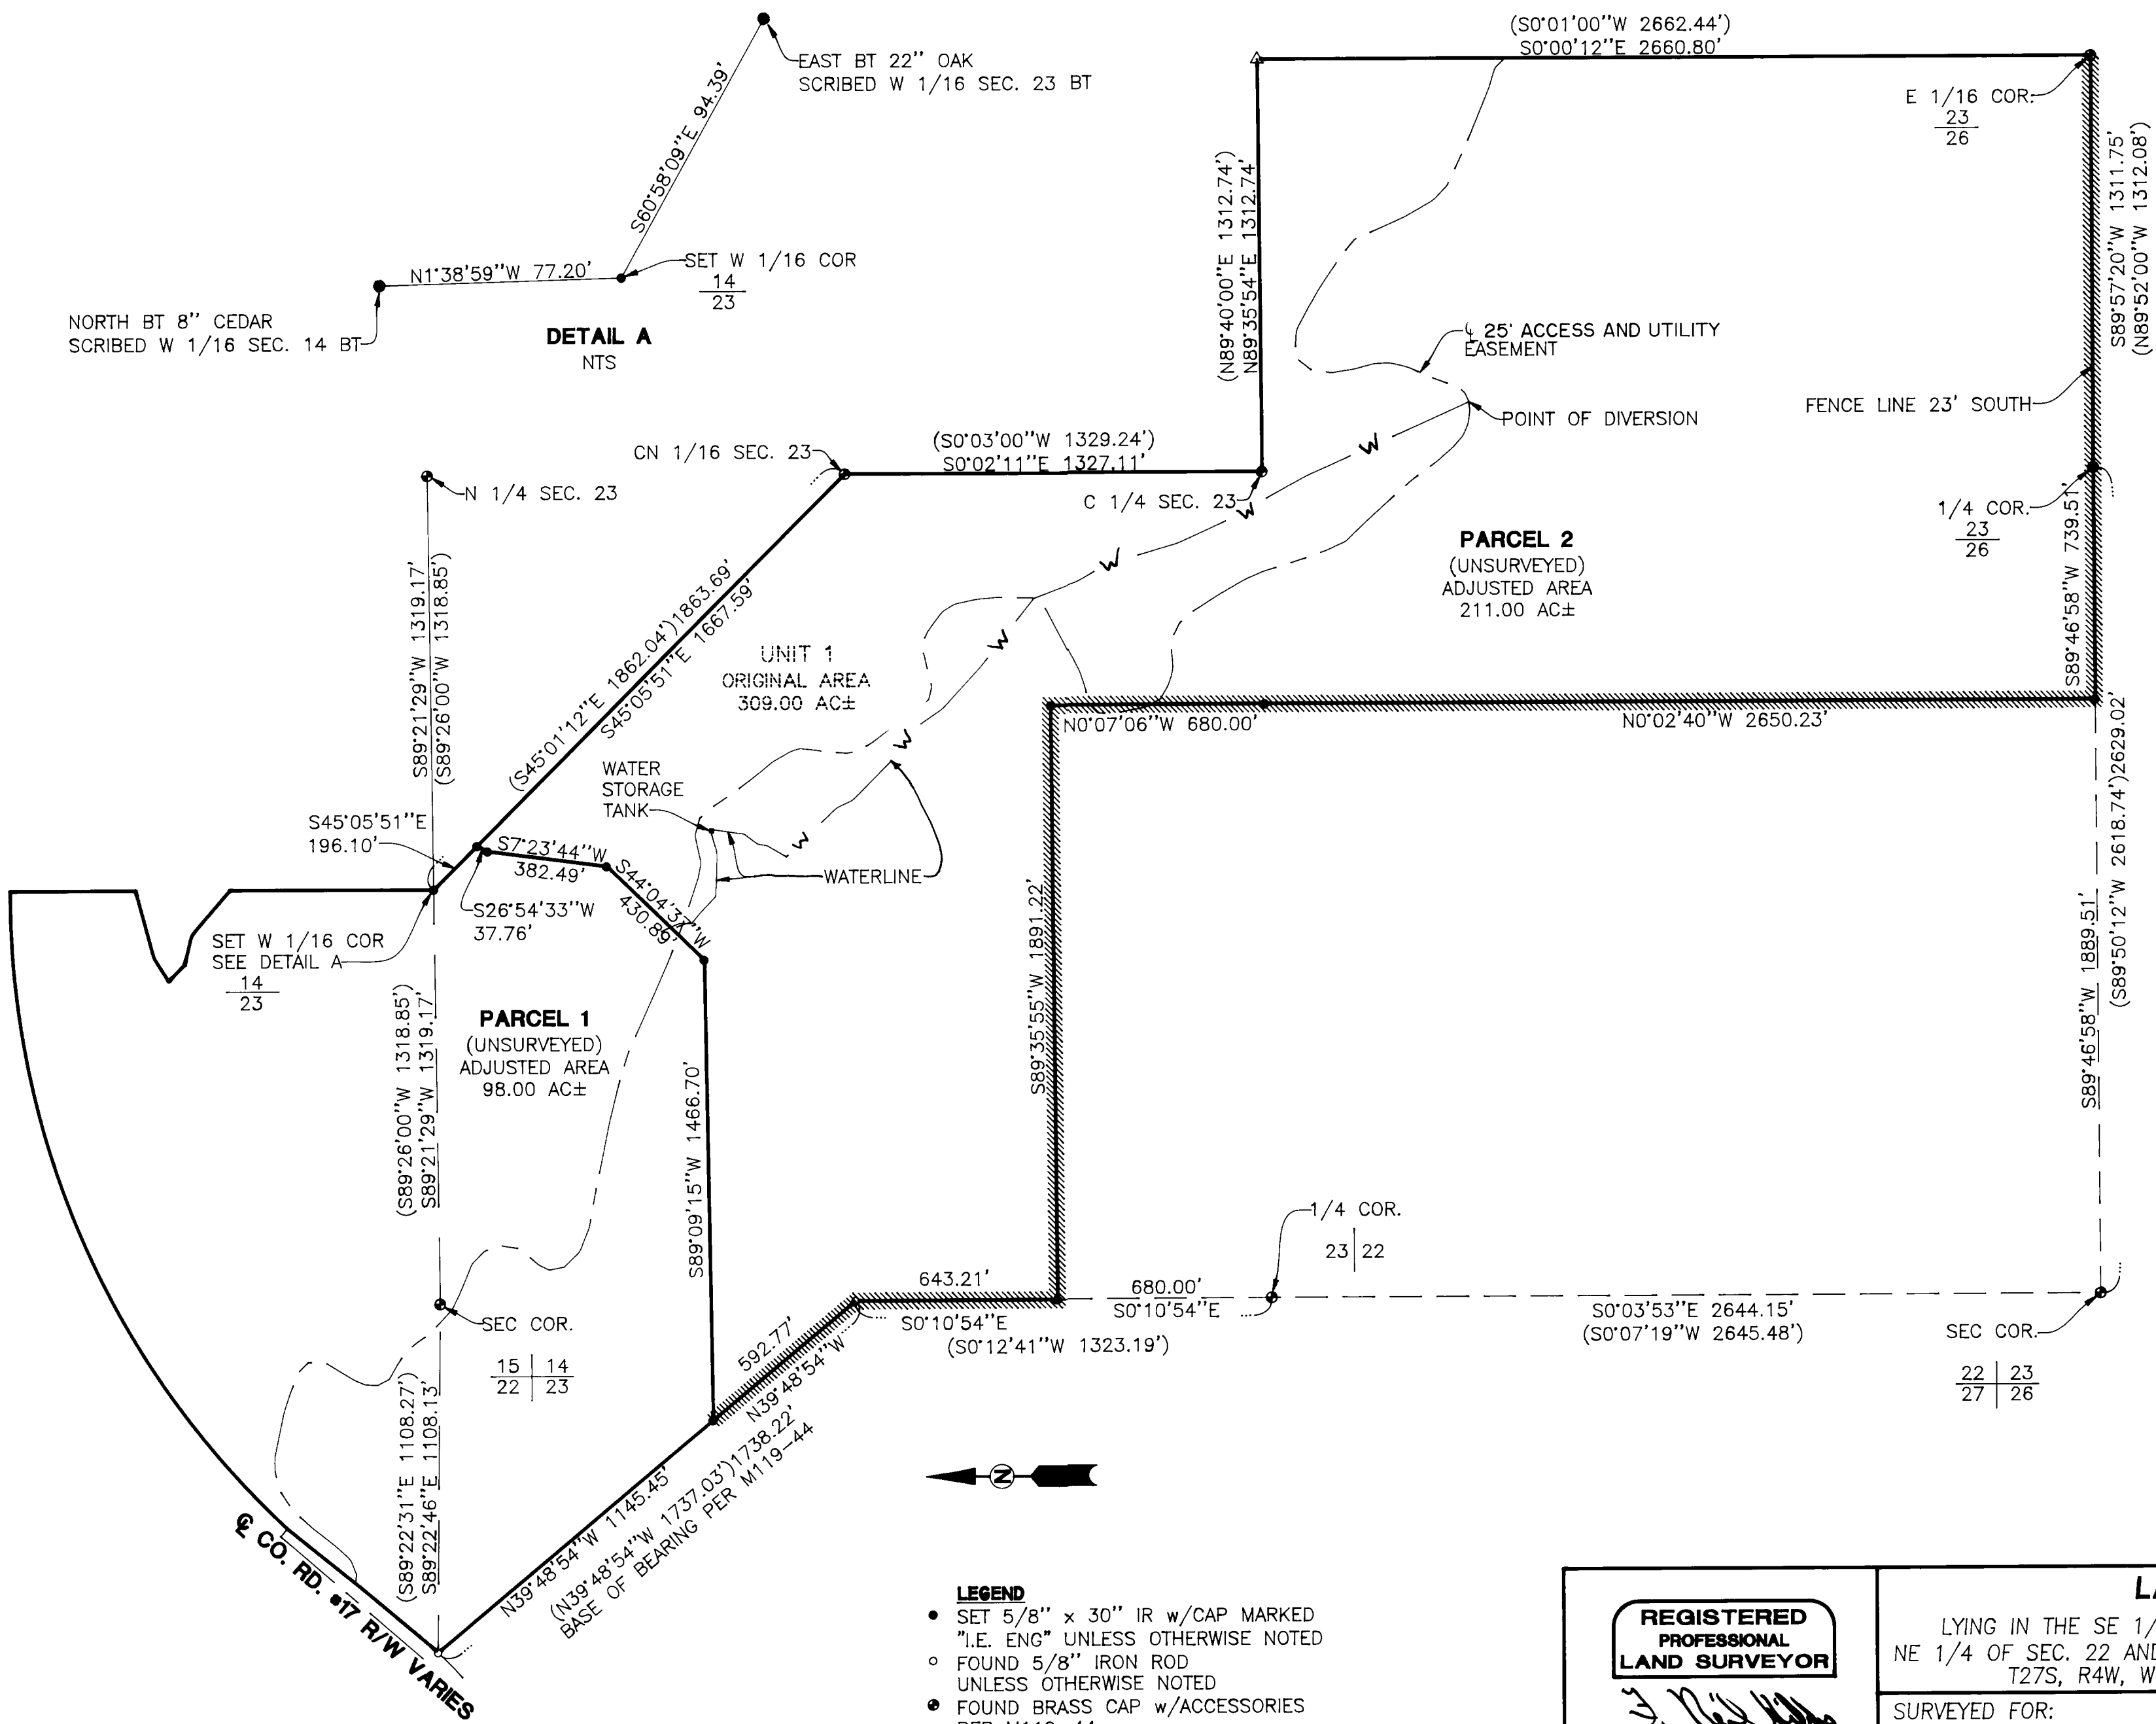 (S0°01'00"W 2662.44')
S0°00'12"E 2660.80'
EAST BT 22" OAK
SCRIBED W 1/16 SEC. 23 BT
S60°58'09"E 94.39'
E 1/16 COR.
23
26
S89°57'20"W 1311.75'
(N89°52'00"W 1312.08')
N1°38'59"W 77.20'
SET W 1/16 COR
14
23
NORTH BT 8" CEDAR
SCRIBED W 1/16 SEC. 14 BT
DETAIL A
NTS
(N89°40'00"E 1312.74')
N89°35'54"E 1312.74'
℄ 25' ACCESS AND UTILITY
EASEMENT
POINT OF DIVERSION
FENCE LINE 23' SOUTH
CN 1/16 SEC. 23
(S0°03'00"W 1329.24')
S0°02'11"E 1327.11'
C 1/4 SEC. 23
N 1/4 SEC. 23
W
W
W
W
W
W
1/4 COR.
23
26
S89°46'58"W 739.51'
PARCEL 2
(UNSURVEYED)
ADJUSTED AREA
211.00 AC±
S89°21'29"W 1319.17'
(S89°26'00"W 1318.85')
(S45°01'12"E 1862.04')1863.69'
S45°05'51"E 1667.59'
UNIT 1
ORIGINAL AREA
309.00 AC±
N0°07'06"W 680.00'
N0°02'40"W 2650.23'
WATER
STORAGE
TANK
WATERLINE
S45°05'51"E
196.10'
S7°23'44"W
382.49'
S44°04'37"W
430.89'
S26°54'33"W
37.76'
SET W 1/16 COR
SEE DETAIL A
14
23
S89°35'55"W 1891.22'
S89°46'58"W 1889.51'
(S89°50'12"W 2618.74')2629.02'
PARCEL 1
(UNSURVEYED)
ADJUSTED AREA
98.00 AC±
(S89°26'00"W 1318.85')
S89°21'29"W 1319.17'
S89°09'15"W 1466.70'
1/4 COR.
23 22
643.21'
S0°10'54"E
(S0°12'41"W 1323.19')
680.00'
S0°10'54"E
S0°03'53"E 2644.15'
(S0°07'19"W 2645.48')
SEC COR.
22 23
27 26
SEC COR.
15 14
22 23
592.77'
N39°48'54"W
(S89°22'31"E 1108.27')
S89°22'46"E 1108.13'
N39°48'54"W 1145.45'
(N39°48'54"W 1737.03')1738.22'
BASE OF BEARING PER M119-44
N
℄ CO. RD. #17 R/W VARIES
LEGEND
SET 5/8" x 30" IR w/CAP MARKED
"I.E. ENG" UNLESS OTHERWISE NOTED
FOUND 5/8" IRON ROD
UNLESS OTHERWISE NOTED
FOUND BRASS CAP w/ACCESSORIES
REGISTERED
PROFESSIONAL
LAND SURVEYOR
LYING IN THE SE 1/
NE 1/4 OF SEC. 22 AND
T27S, R4W, W
SURVEYED FOR: